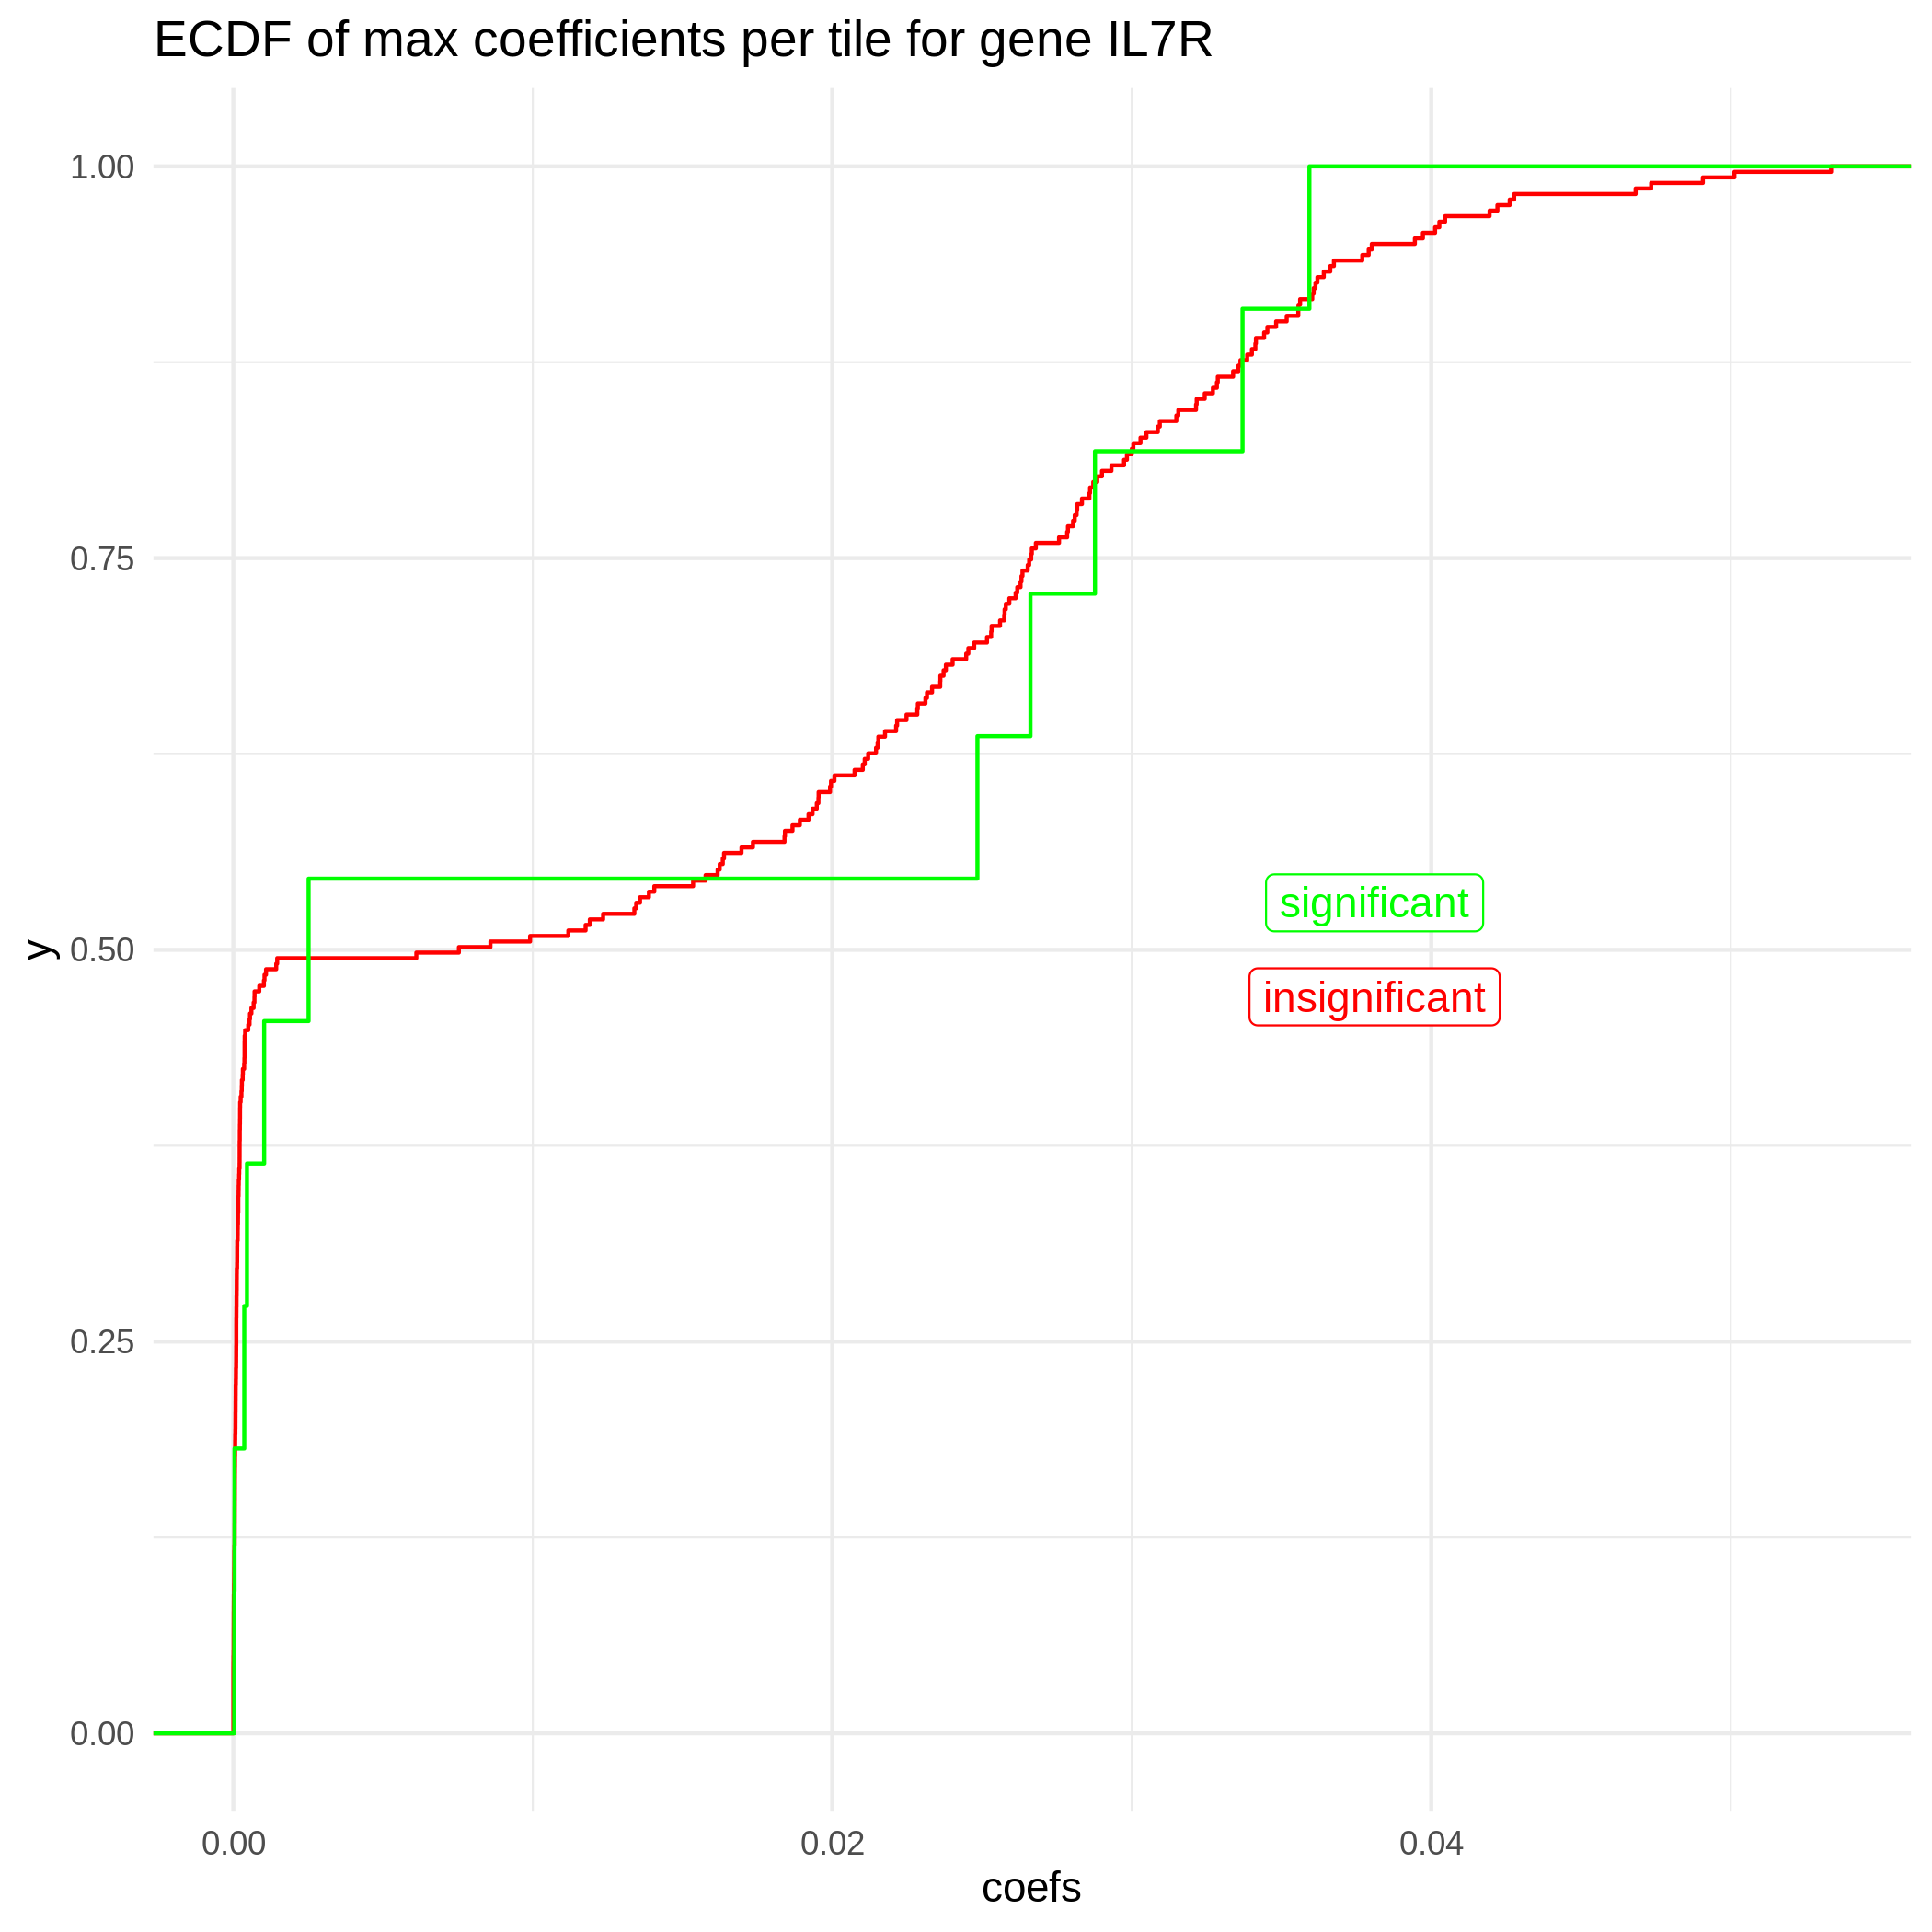 ECDF of max coefficients per tile for gene IL7R
1.00
0.75
0.50
0.25
0.00
y
significant
insignificant
0.00
0.02
0.04
coefs